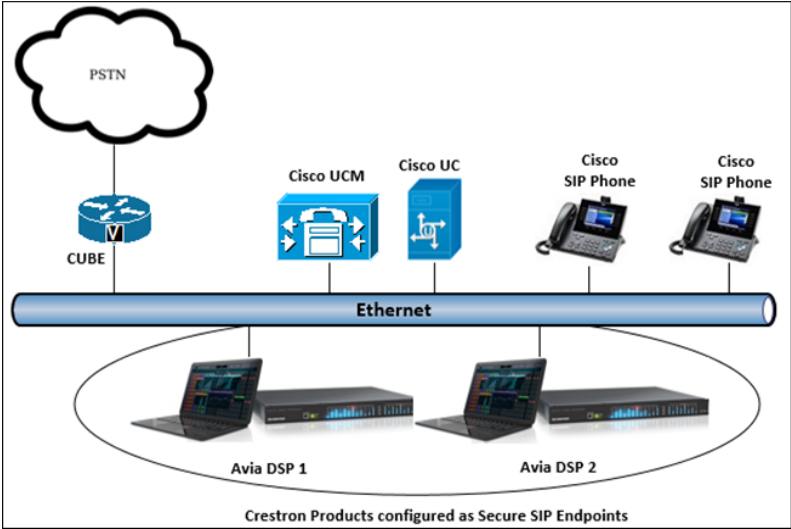 PSTN
Cisco UCM
Cisco UC
Cisco
SIP Phone
Cisco
SIP Phone
V
CUBE
Ethernet
Avia DSP 1
Avia DSP 2
Crestron Products configured as Secure SIP Endpoints